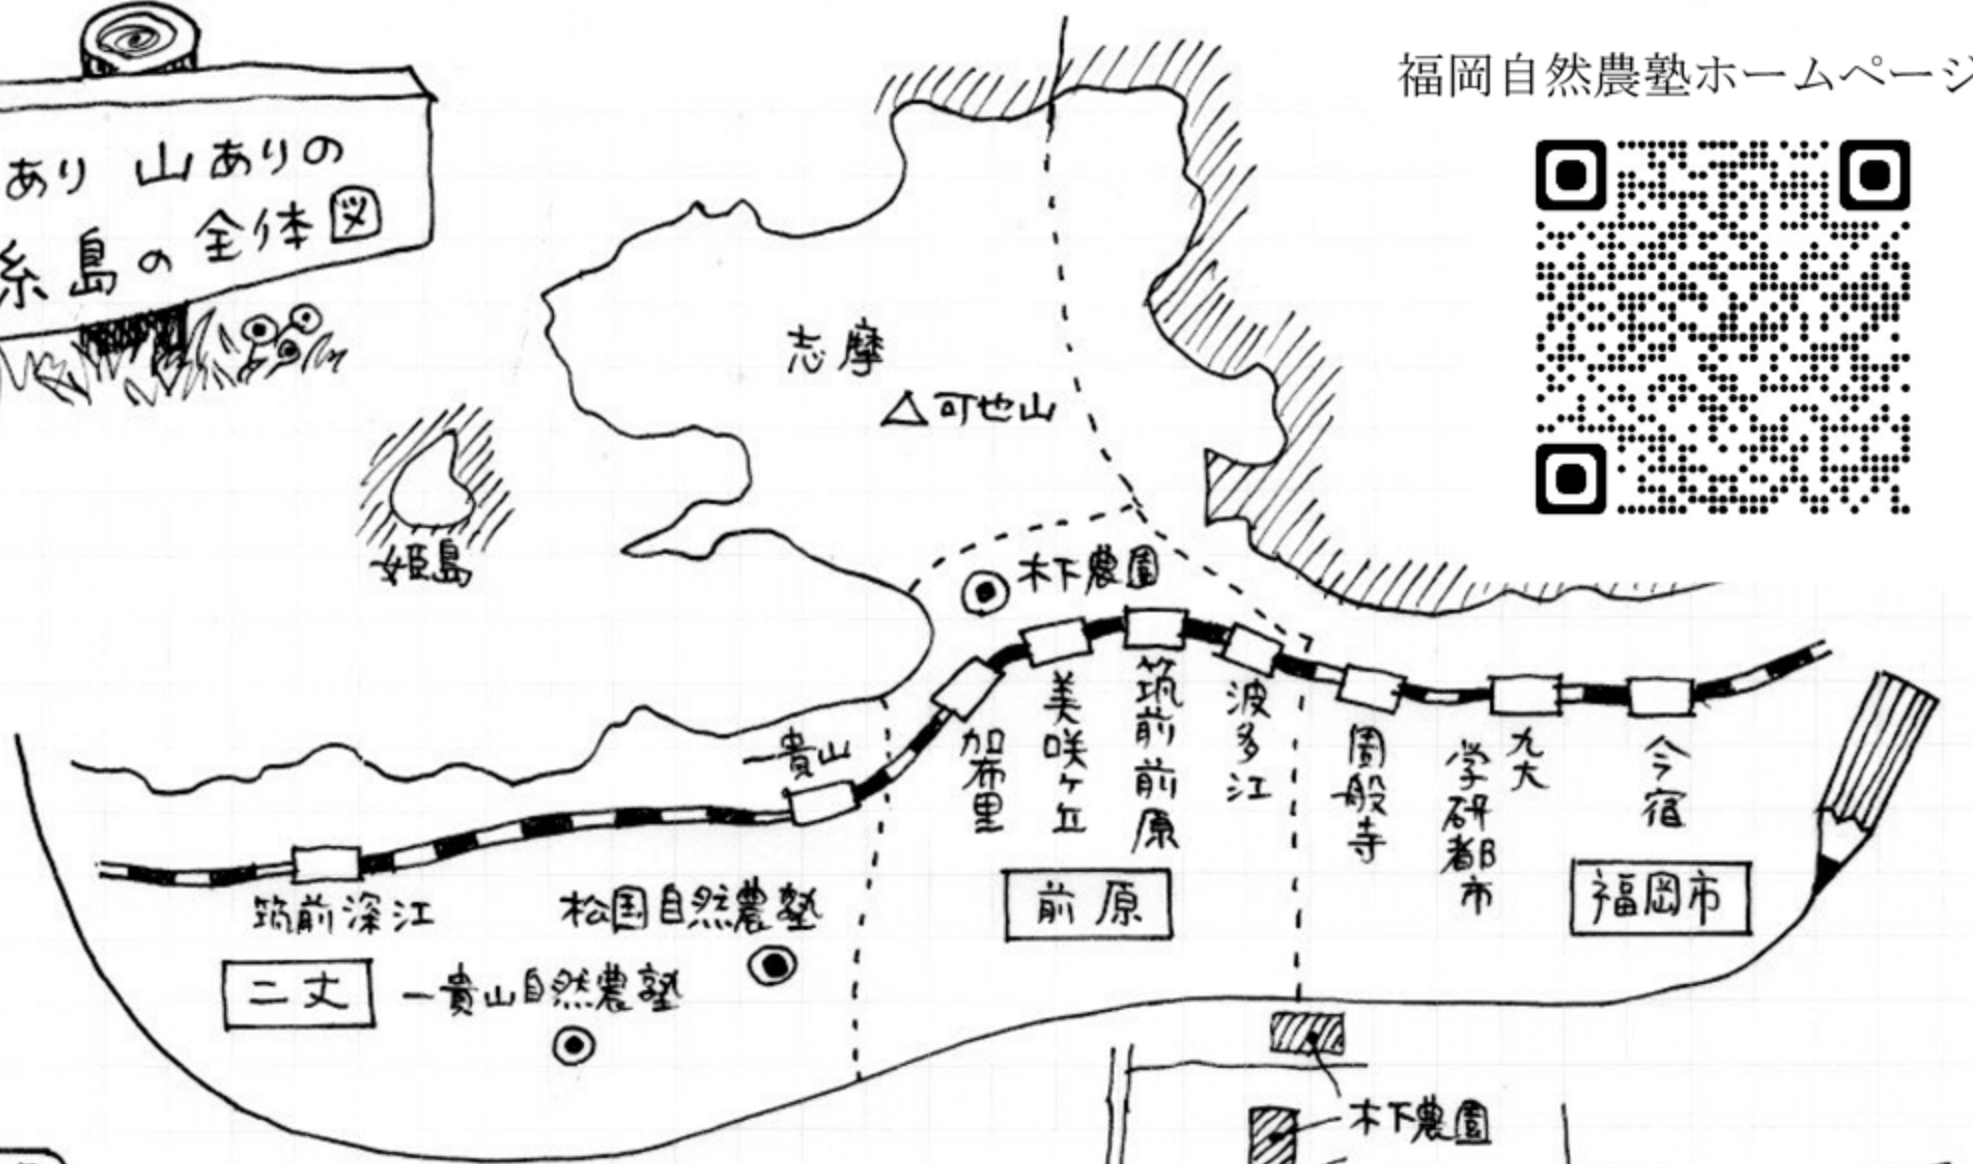 あり 山ありの
糸島の 全体図
福岡自然農塾ホームページ
志摩
可也山
姫島
木下農園
一貴山
加布里
美咲ヶ丘
筑前前原
波多江
周船寺
九大
学研都市
今宿
筑前深江
松国自然農塾
前原
福岡市
二丈
一貴山自然農塾
木下農園